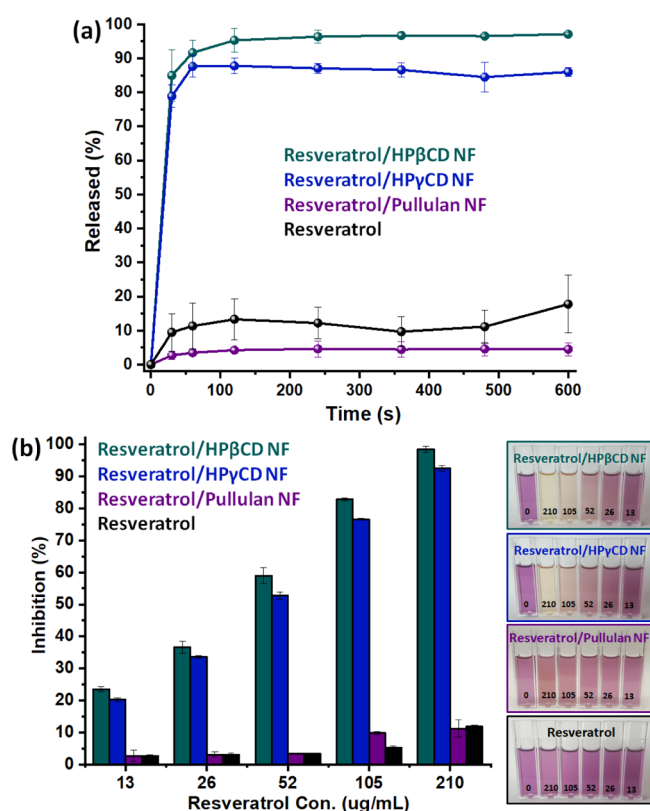 (a)
100
90
80
70
60
50
40
30
20
10
0
Released (%)
Resveratrol/HPβCD NF
Resveratrol/HPγCD NF
Resveratrol/Pullulan NF
Resveratrol
0 100 200 300 400 500 600
Time (s)
(b)
100
90
80
70
60
50
40
30
20
10
0
Inhibition (%)
Resveratrol/HPβCD NF
Resveratrol/HPγCD NF
Resveratrol/Pullulan NF
Resveratrol
13 26 52 105 210
Resveratrol Con. (ug/mL)
Resveratrol/HPβCD NF
0 210 105 52 26 13
Resveratrol/HPγCD NF
0 210 105 52 26 13
Resveratrol/Pullulan NF
0 210 105 52 26 13
Resveratrol
0 210 105 52 26 13